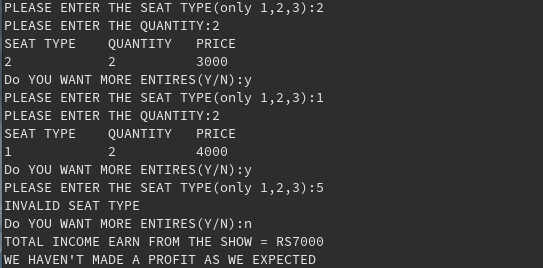 PLEASE ENTER THE SEAT TYPE(only 1,2,3):2
PLEASE ENTER THE QUANTITY:2
SEAT TYPE    QUANTITY   PRICE
2            2          3000
Do YOU WANT MORE ENTIRES(Y/N):y
PLEASE ENTER THE SEAT TYPE(only 1,2,3):1
PLEASE ENTER THE QUANTITY:2
SEAT TYPE    QUANTITY   PRICE
1            2          4000
Do YOU WANT MORE ENTIRES(Y/N):y
PLEASE ENTER THE SEAT TYPE(only 1,2,3):5
INVALID SEAT TYPE
Do YOU WANT MORE ENTIRES(Y/N):n
TOTAL INCOME EARN FROM THE SHOW = RS7000
WE HAVEN'T MADE A PROFIT AS WE EXPECTED